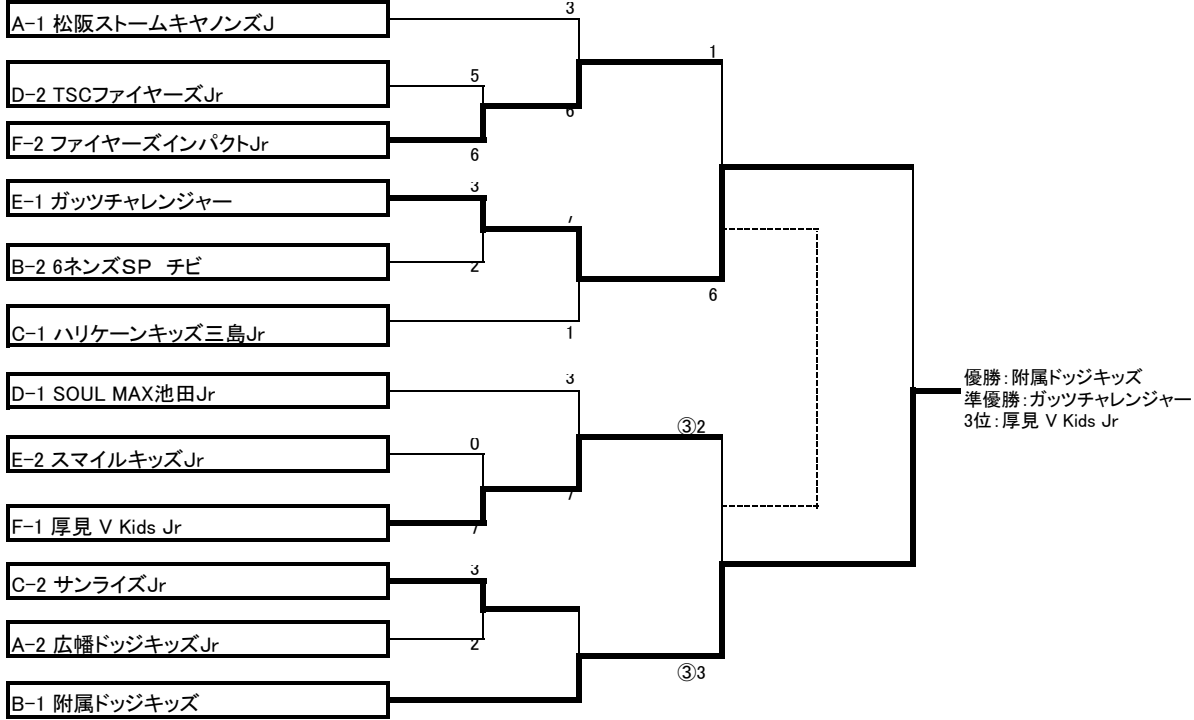 A-1 松阪ストームキヤノンズJ
3
1
D-2 TSCファイヤーズJr
5
6
F-2 ファイヤーズインパクトJr
6
E-1 ガッツチャレンジャー
3
7
B-2 6ネンズSP　チビ
2
6
C-1 ハリケーンキッズ三島Jr
1
D-1 SOUL MAX池田Jr
3
優勝：附属ドッジキッズ
準優勝：ガッツチャレンジャー
3位：厚見 V Kids Jr
③2
E-2 スマイルキッズJr
0
7
F-1 厚見 V Kids Jr
7
C-2 サンライズJr
3
A-2 広幡ドッジキッズJr
2
③3
B-1 附属ドッジキッズ